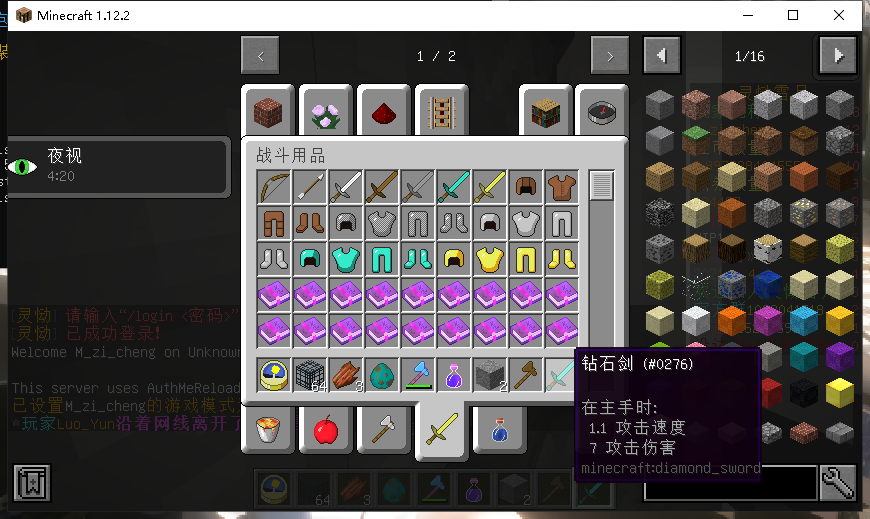 Minecraft 1.12.2
1 / 2
1/16
夜视
4:20
战斗用品
[灵恸] 请输入“/login <密码>”
[灵恸] 已成功登录!
Welcome M_zi_cheng on Unknown
This server uses AuthMeReload
已设置M_zi_cheng的游戏模式
玩家Luo_Yun沿着网线离开了
64
3
2
钻石剑 (#0276)
在主手时:
1.1 攻击速度
7 攻击伤害
minecraft:diamond_sword
64
3
2